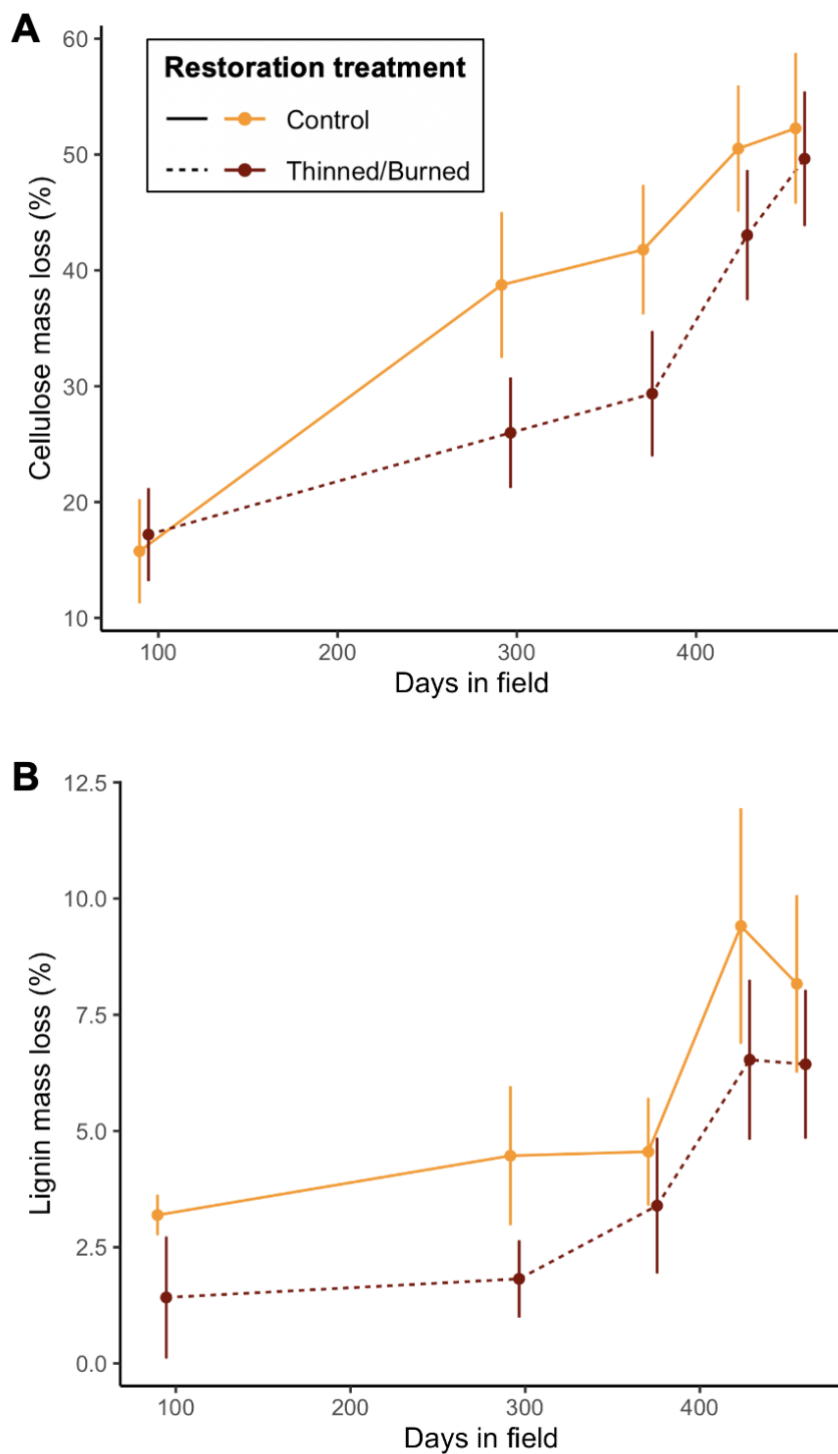 A
60
50
40
30
20
10
Cellulose mass loss (%)
Restoration treatment
Control
Thinned/Burned
100 200 300 400
Days in field
B
12.5
10.0
7.5
5.0
2.5
0.0
Lignin mass loss (%)
100 200 300 400
Days in field